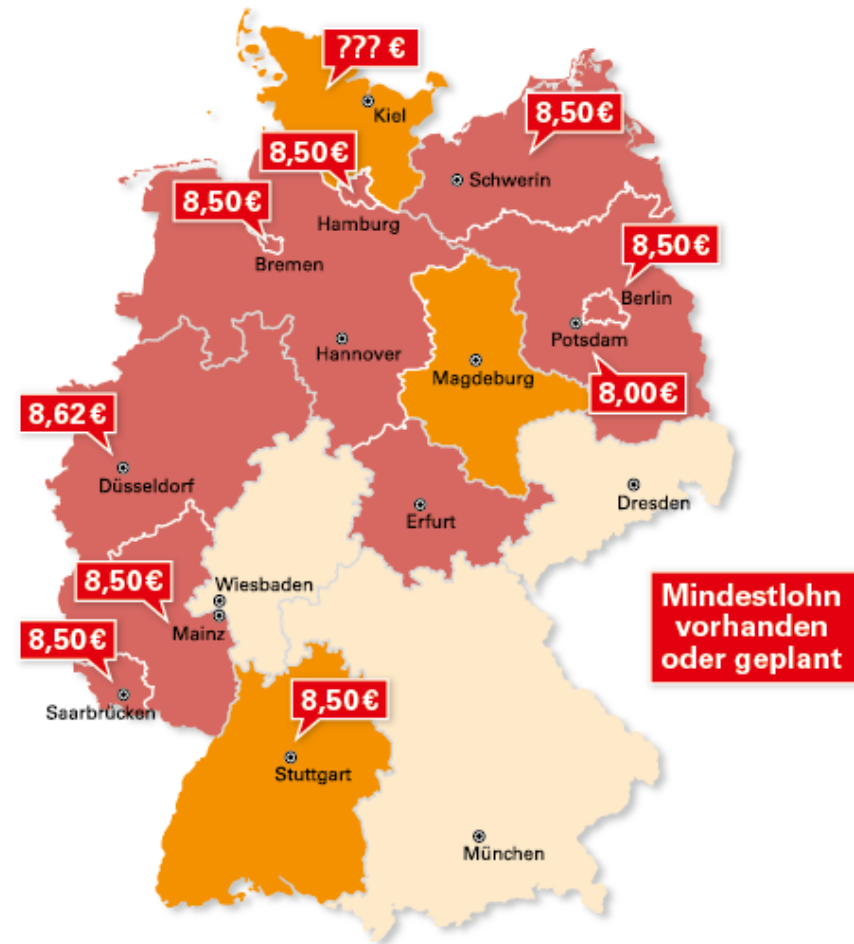 ??? €
Kiel
8,50 €
8,50 €
Schwerin
8,50 €
Hamburg
Bremen
8,50 €
Berlin
Potsdam
Hannover
Magdeburg
8,00 €
8,62 €
Düsseldorf
Erfurt
Dresden
8,50 €
Wiesbaden
Mainz
8,50 €
Saarbrücken
Mindestlohn
vorhanden
oder geplant
8,50 €
Stuttgart
München